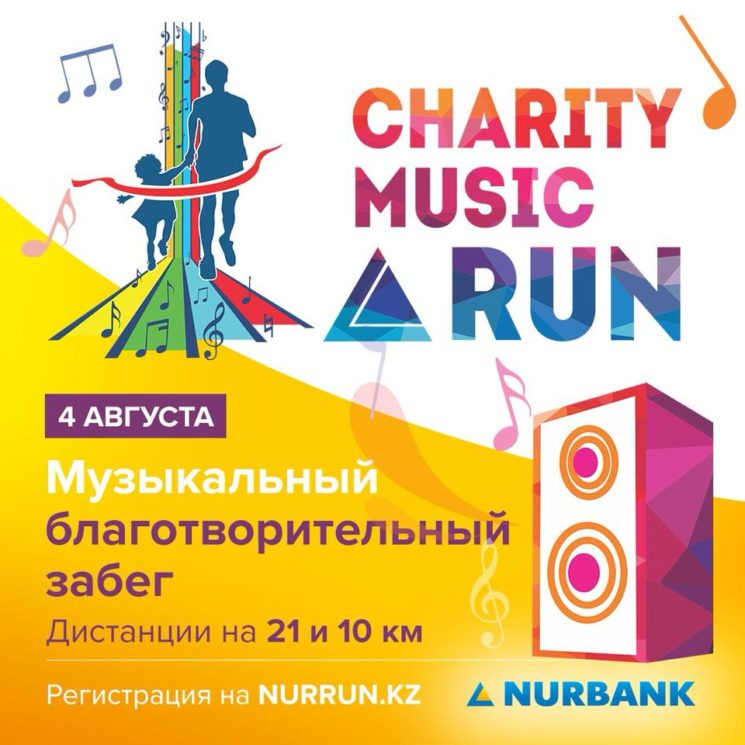 CHARITY
MUSIC
RUN
4 АВГУСТА
Музыкальный
благотворительный
забег
Дистанции на 21 и 10 км
Регистрация на NURRUN.KZ
NURBANK